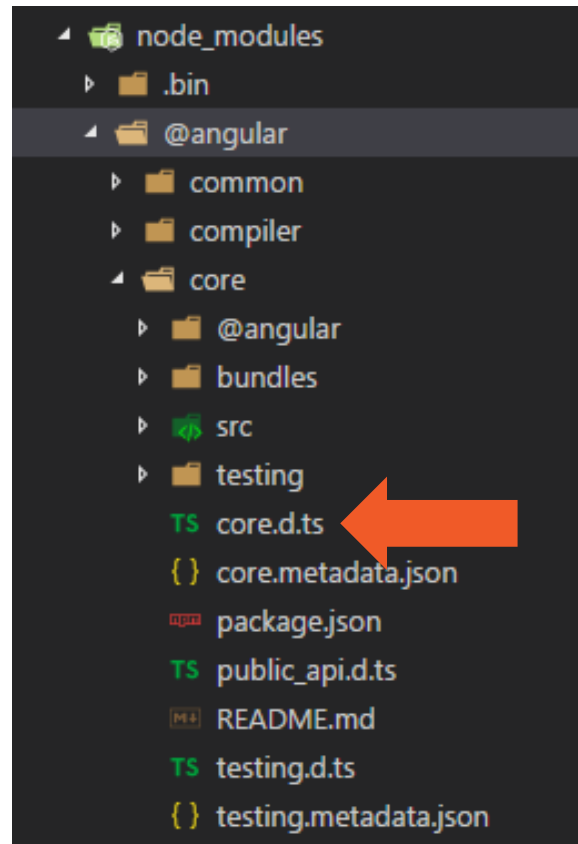 node_modules
.bin
@angular
common
compiler
core
@angular
bundles
src
testing
TS core.d.ts
{ } core.metadata.json
npm package.json
TS public_api.d.ts
M↓ README.md
TS testing.d.ts
{ } testing.metadata.json